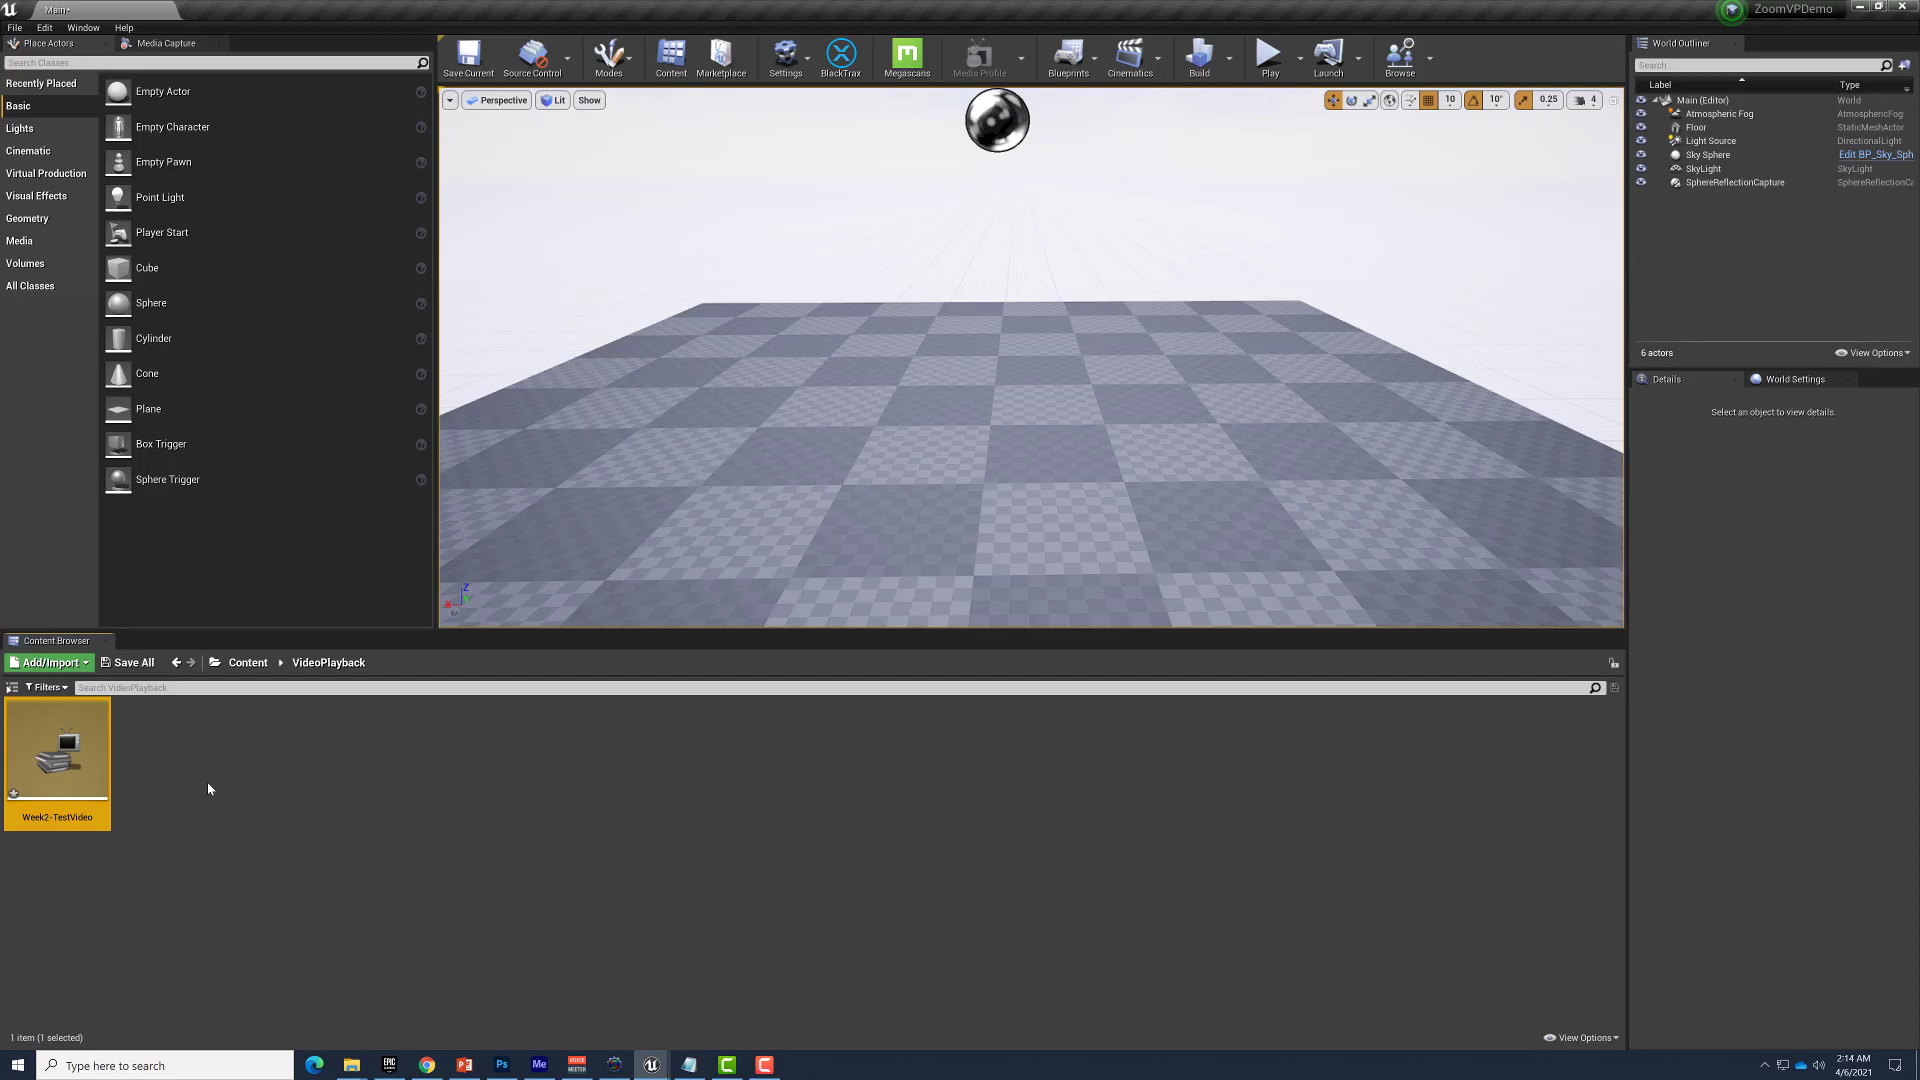 Main*
ZoomVPDemo
File Edit Window Help
Place Actors
Media Capture
Search Classes
Recently Placed
Basic
Lights
Cinematic
Virtual Production
Visual Effects
Geometry
Media
Volumes
All Classes
Empty Actor
Empty Character
Empty Pawn
Point Light
Player Start
Cube
Sphere
Cylinder
Cone
Plane
Box Trigger
Sphere Trigger
Save Current Source Control Modes Content Marketplace Settings BlackTrax Megascans Media Profile Blueprints Cinematics Build Play Launch Browse
Perspective Lit Show
10 10° 0.25 4
Z
X
World Outliner
Search...
Label Type
Main (Editor) World
Atmospheric Fog AtmosphericFog
Floor StaticMeshActor
Light Source DirectionalLight
Sky Sphere Edit BP_Sky_Sph
SkyLight SkyLight
SphereReflectionCapture SphereReflectionCa
6 actors View Options
Details World Settings
Select an object to view details.
Content Browser
Add/Import Save All Content VideoPlayback
Filters Search VideoPlayback
Week2-TestVideo
1 item (1 selected) View Options
Type here to search
EPIC GAMES
Ps
Me
VOICE MEETER
2:14 AM
4/6/2021